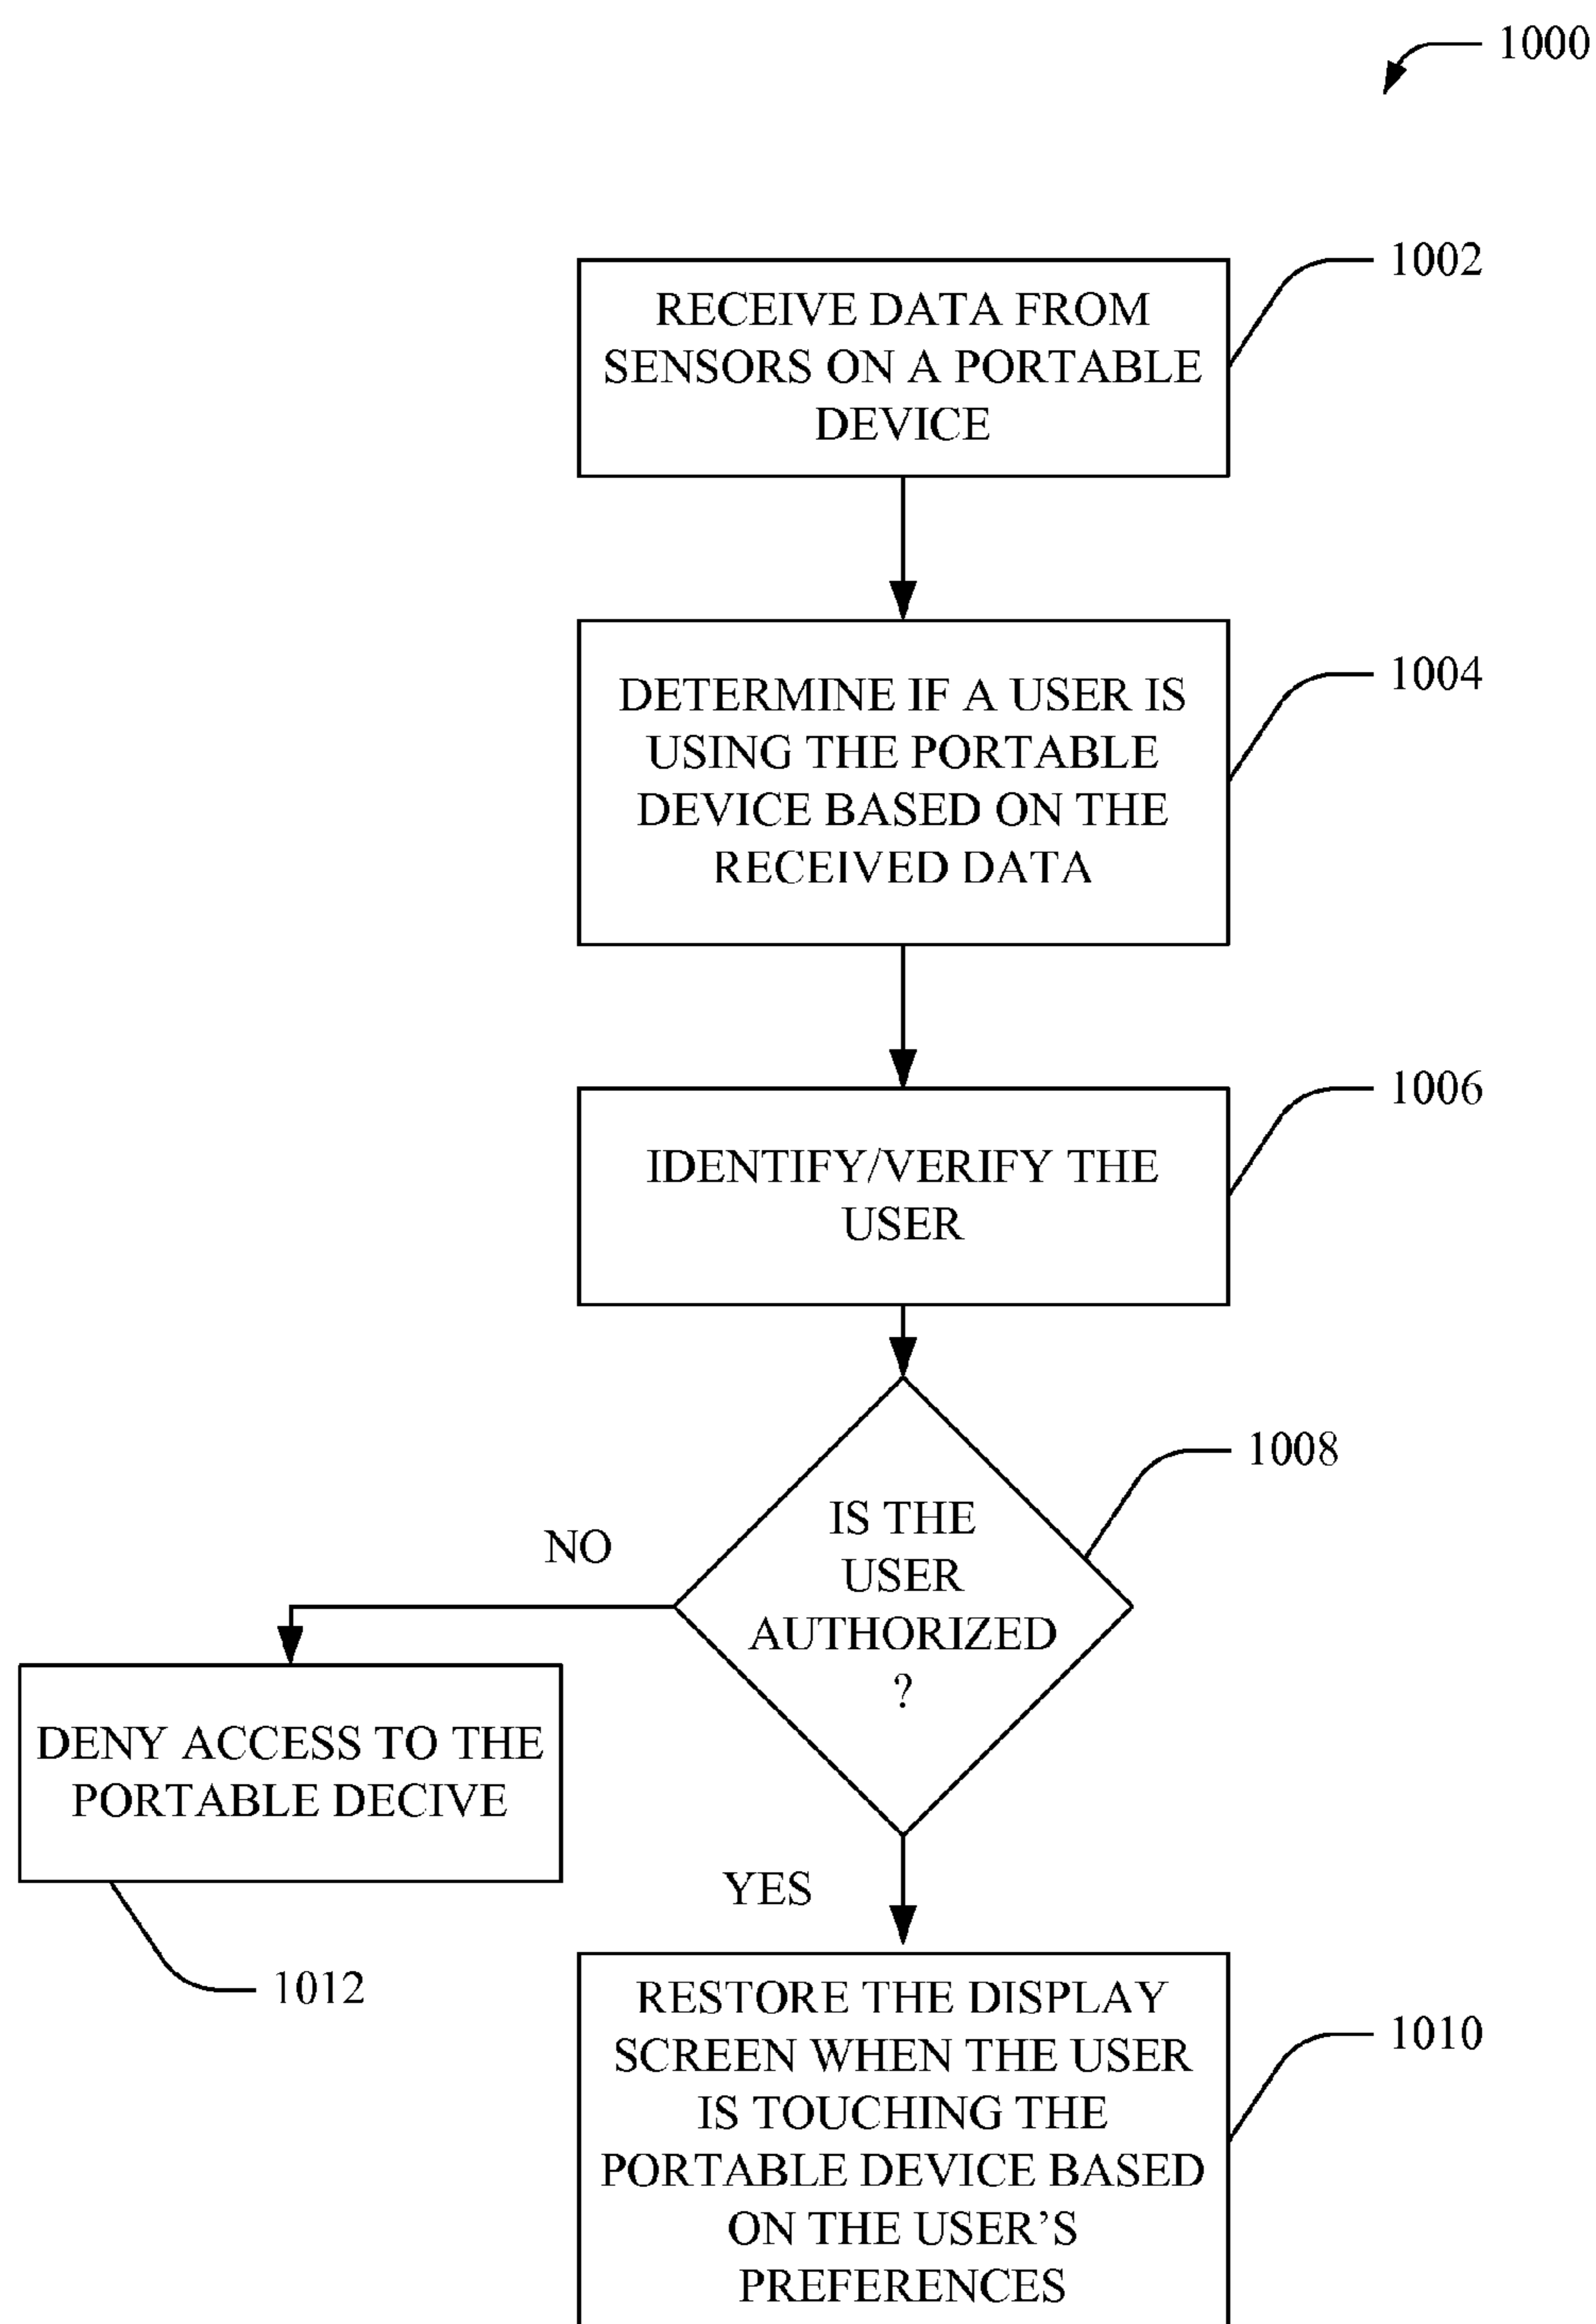 1000
1002
RECEIVE DATA FROM
SENSORS ON A PORTABLE
DEVICE
1004
DETERMINE IF A USER IS
USING THE PORTABLE
DEVICE BASED ON THE
RECEIVED DATA
1006
IDENTIFY/VERIFY THE
USER
1008
IS THE
USER
AUTHORIZED
?
NO
DENY ACCESS TO THE
PORTABLE DECIVE
1012
YES
RESTORE THE DISPLAY
SCREEN WHEN THE USER
IS TOUCHING THE
PORTABLE DEVICE BASED
ON THE USER’S
PREFERENCES
1010